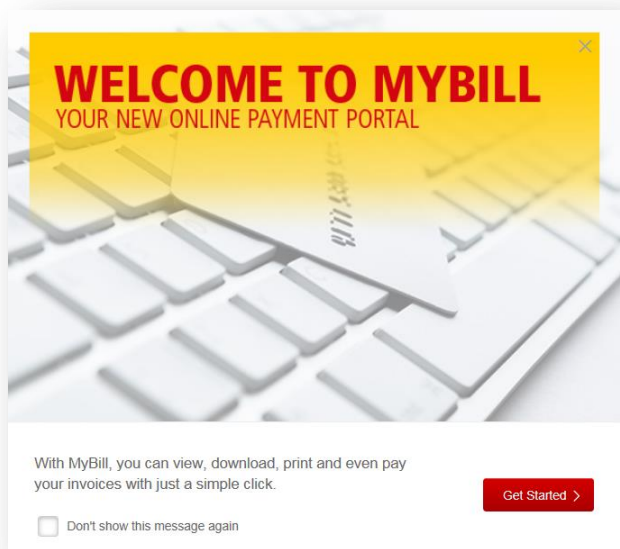 WELCOME TO MYBILL
YOUR NEW ONLINE PAYMENT PORTAL
With MyBill, you can view, download, print and even pay
your invoices with just a simple click.
Get Started >
Don't show this message again